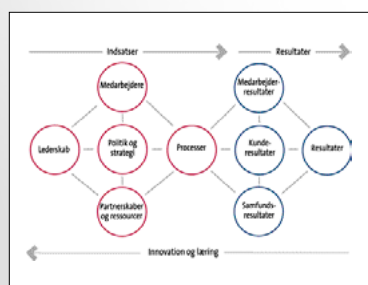 Indsatser
Resultater
Medarbejdere
Medarbejder-
resultater
Lederskab
Politik og
strategi
Processer
Kunde-
resultater
Resultater
Partnerskaber
og ressourcer
Samfunds-
resultater
Innovation og læring